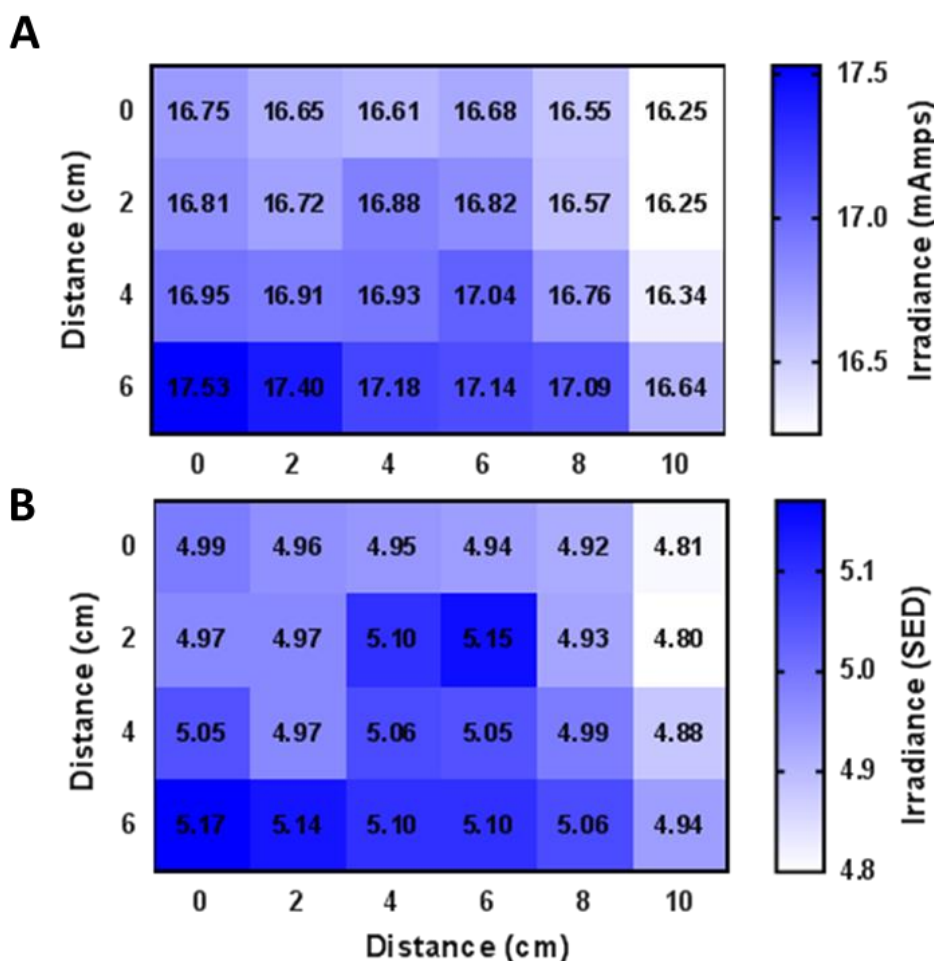 A
Distance (cm)
0 16.75 16.65 16.61 16.68 16.55 16.25
2 16.81 16.72 16.88 16.82 16.57 16.25
4 16.95 16.91 16.93 17.04 16.76 16.34
6 17.53 17.40 17.18 17.14 17.09 16.64
0 2 4 6 8 10
17.5
17.0
16.5
Irradiance (mAmps)
B
Distance (cm)
0 4.99 4.96 4.95 4.94 4.92 4.81
2 4.97 4.97 5.10 5.15 4.93 4.80
4 5.05 4.97 5.06 5.05 4.99 4.88
6 5.17 5.14 5.10 5.10 5.06 4.94
0 2 4 6 8 10
Distance (cm)
5.1
5.0
4.9
4.8
Irradiance (SED)